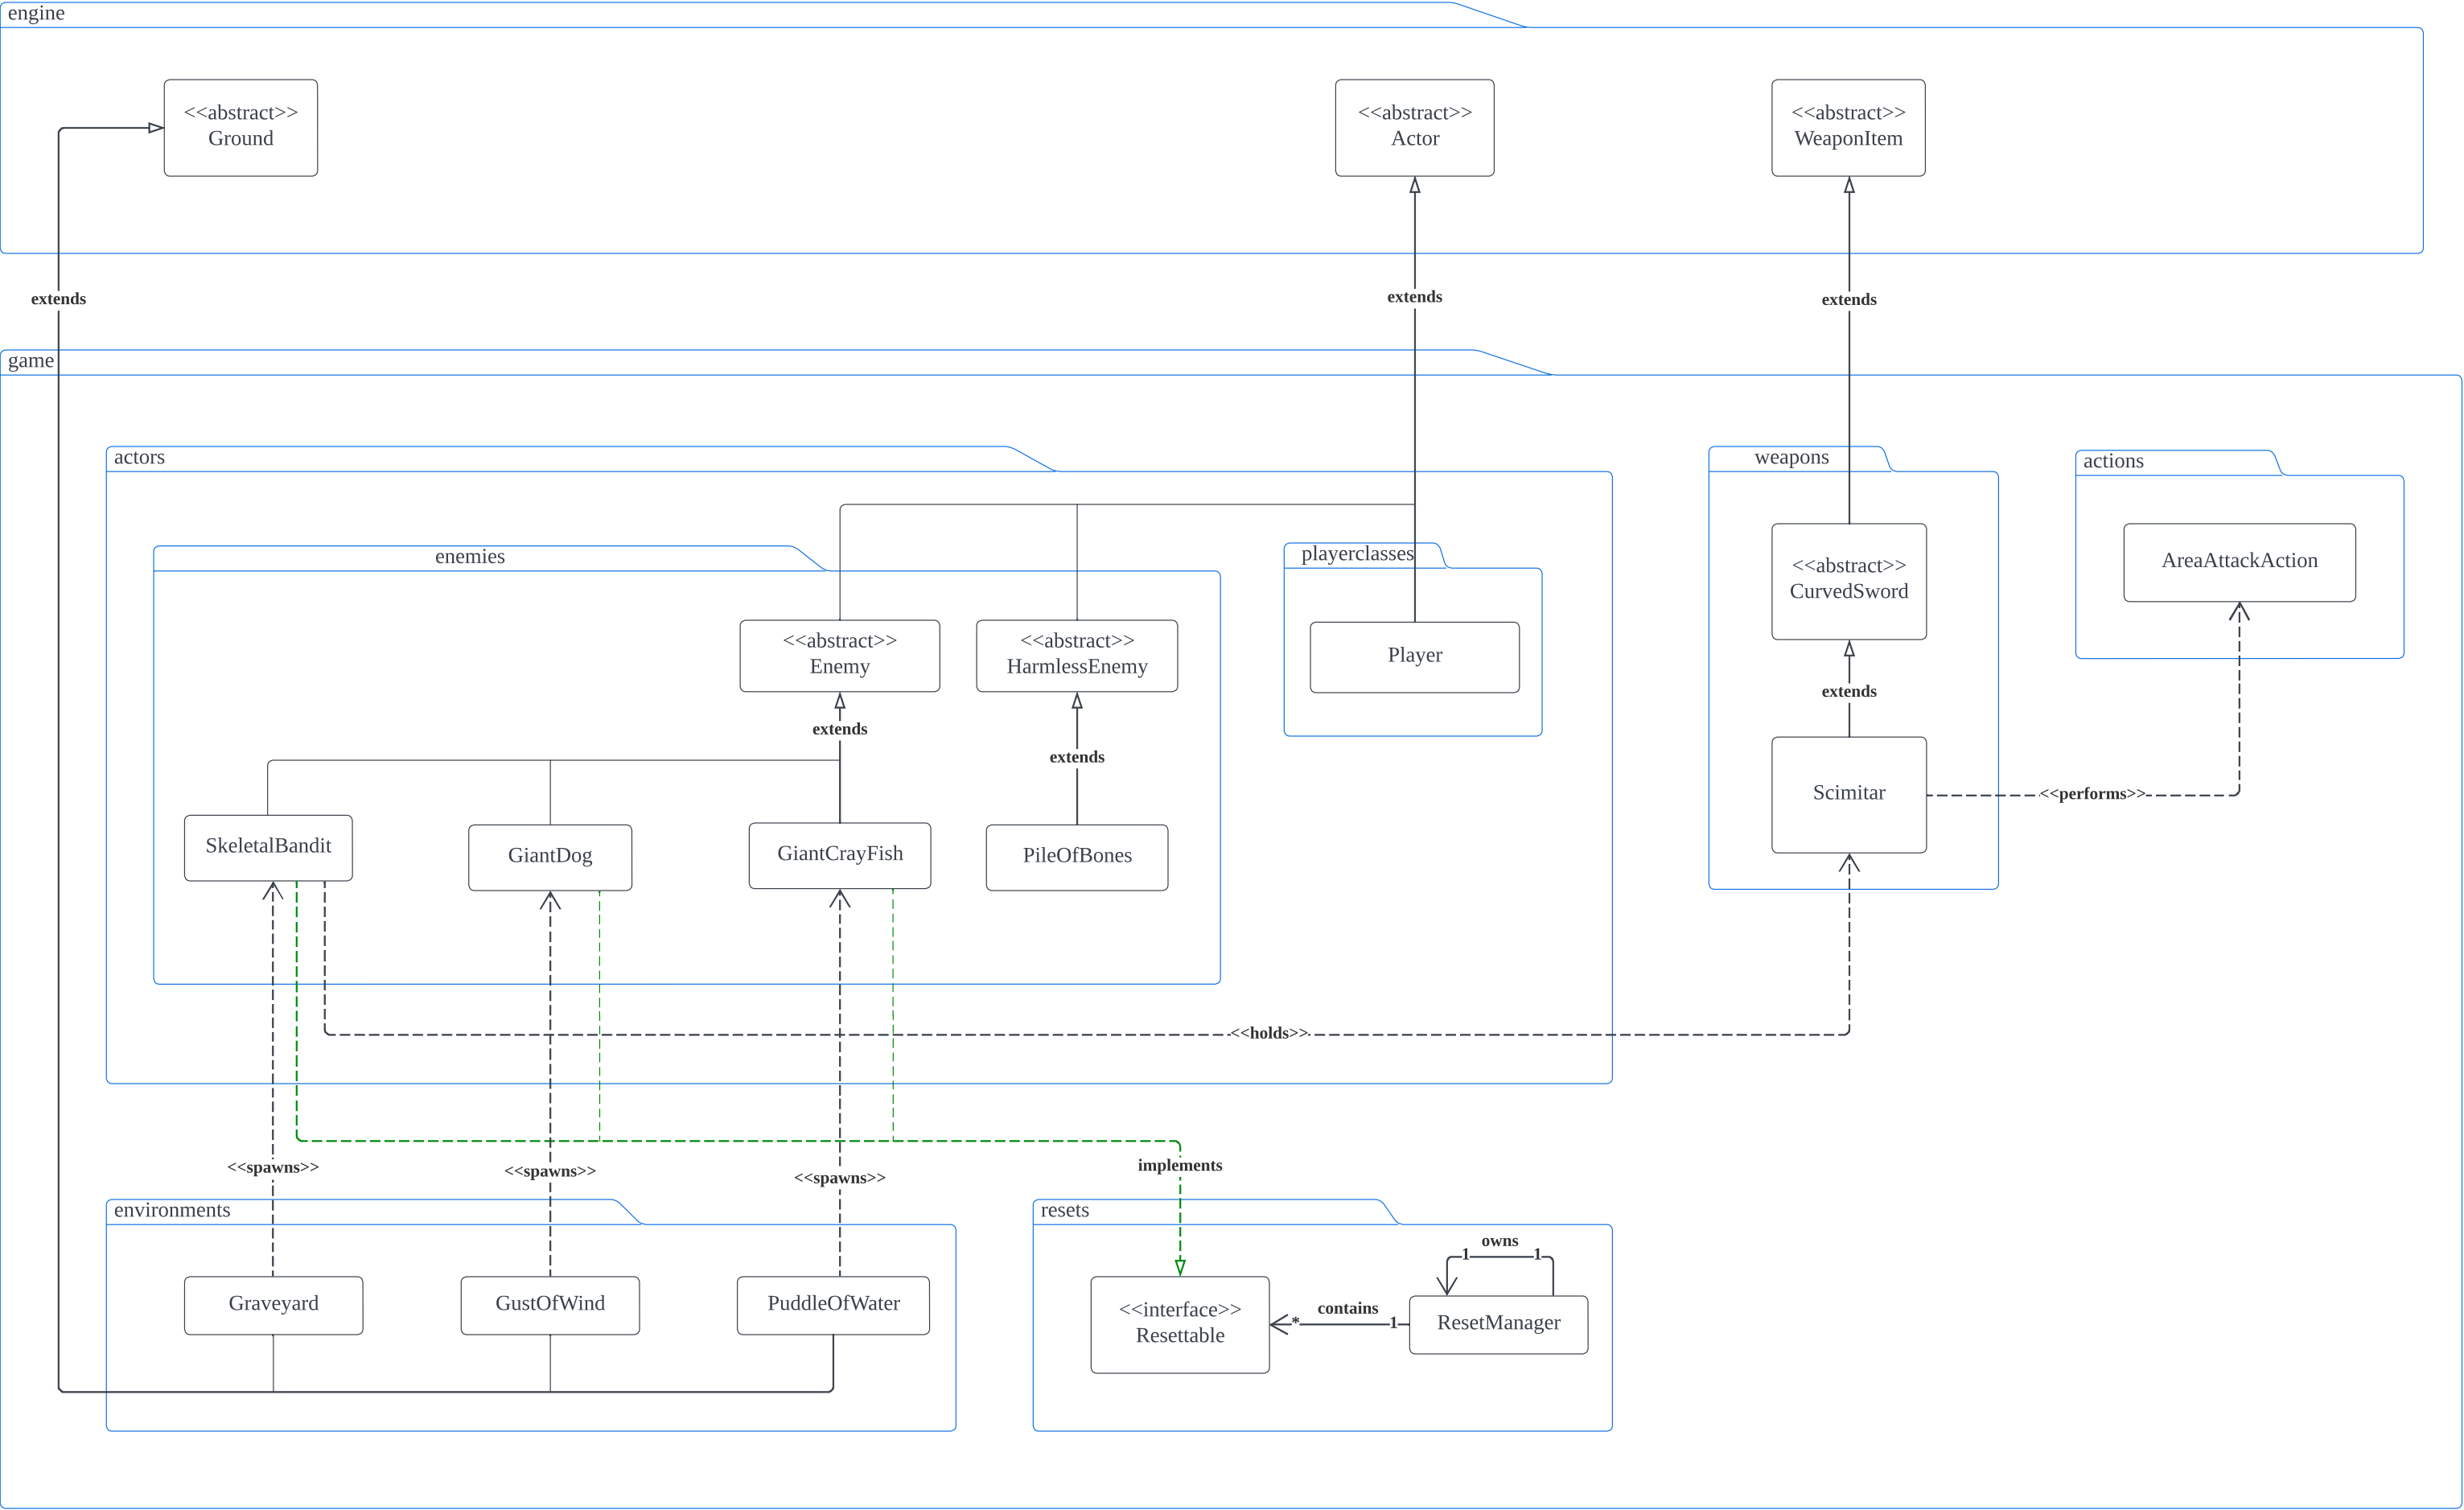 engine
<<abstract>>
Ground
<<abstract>>
Actor
<<abstract>>
WeaponItem
extends
extends
extends
game
actors
weapons
actions
enemies
playerclasses
<<abstract>>
CurvedSword
AreaAttackAction
<<abstract>>
Enemy
<<abstract>>
HarmlessEnemy
Player
extends
extends
extends
SkeletalBandit
GiantDog
GiantCrayFish
PileOfBones
Scimitar
<<performs>>
<<holds>>
<<spawns>>
<<spawns>>
<<spawns>>
implements
environments
resets
Graveyard
GustOfWind
PuddleOfWater
<<interface>>
Resettable
owns
1
1
contains
*
1
ResetManager